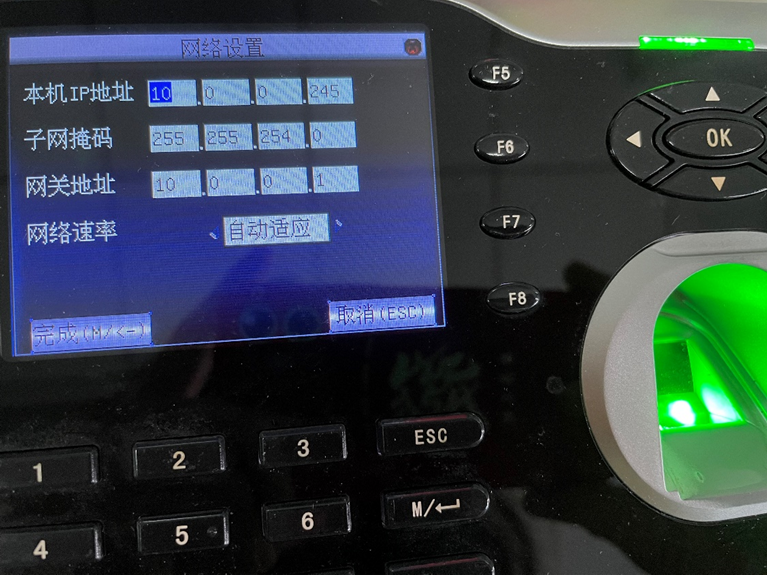 网络设置
本机IP地址 10.0.0.245
子网掩码 255.255.254.0
网关地址 10.0.0.1
网络速率 自动适应
完成(M/<-) 取消(ESC)
F5
F6
F7
F8
OK
1 2 3 ESC
4 5 6 M/↵